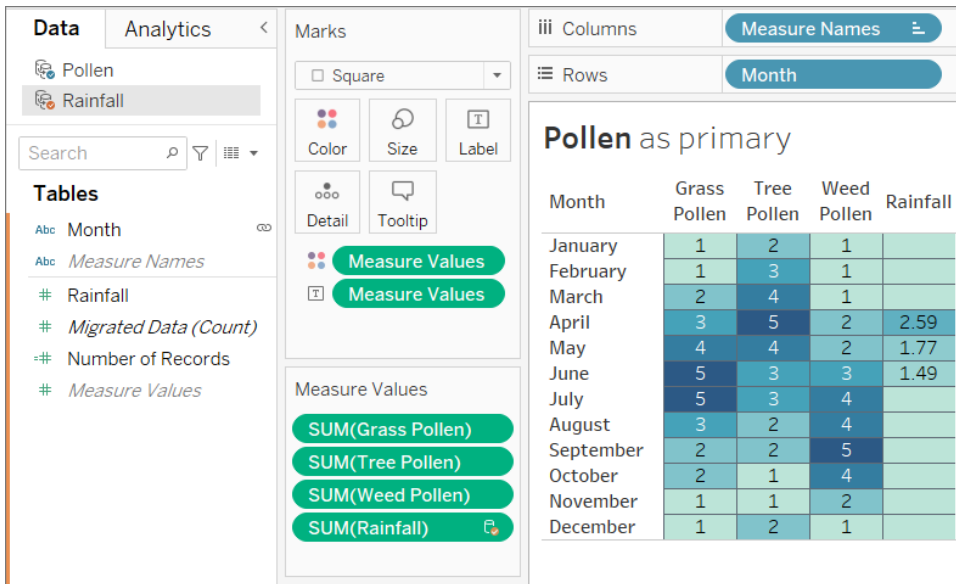 Data Analytics
Pollen
Rainfall
Search
Tables
Abc Month
Abc Measure Names
# Rainfall
# Migrated Data (Count)
=# Number of Records
# Measure Values
Marks
Square
Color Size Label
Detail Tooltip
Measure Values
T Measure Values
Measure Values
SUM(Grass Pollen)
SUM(Tree Pollen)
SUM(Weed Pollen)
SUM(Rainfall)
iii Columns Measure Names
Rows Month
Pollen as primary
Month Grass Pollen Tree Pollen Weed Pollen Rainfall
January 1 2 1
February 1 3 1
March 2 4 1
April 3 5 2 2.59
May 4 4 2 1.77
June 5 3 3 1.49
July 5 3 4
August 3 2 4
September 2 2 5
October 2 1 4
November 1 1 2
December 1 2 1